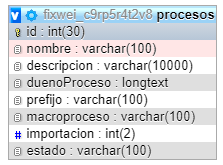 fixwei_c9rp5r4t2v8 procesos
id : int(30)
nombre : varchar(100)
descripcion : varchar(10000)
duenoProceso : longtext
prefijo : varchar(100)
macroproceso : varchar(100)
# importacion : int(2)
estado : varchar(100)